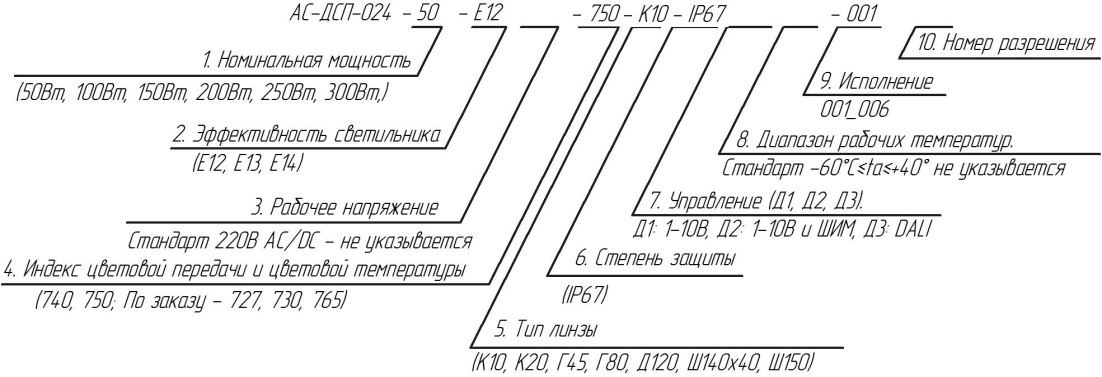 АС-ДСП-024 - 50 - Е12 - 750 - К10 - IP67 - 001
10. Номер разрешения
1. Номинальная мощность
(50Вт, 100Вт, 150Вт, 200Вт, 250Вт, 300Вт,)
9. Исполнение
001_006
2. Эффективность светильника
(Е12, Е13, Е14)
8. Диапазон рабочих температур.
Стандарт -60°C≤ta≤+40° не указывается
3. Рабочее напряжение
Стандарт 220В AC/DC - не указывается
7. Управление (Д1, Д2, Д3).
Д1: 1-10В, Д2: 1-10В и ШИМ, Д3: DALI
4. Индекс цветовой передачи и цветовой температуры
(740, 750; По заказу - 727, 730, 765)
6. Степень защиты
(IP67)
5. Тип линзы
(К10, К20, Г45, Г80, Д120, Ш140х40, Ш150)